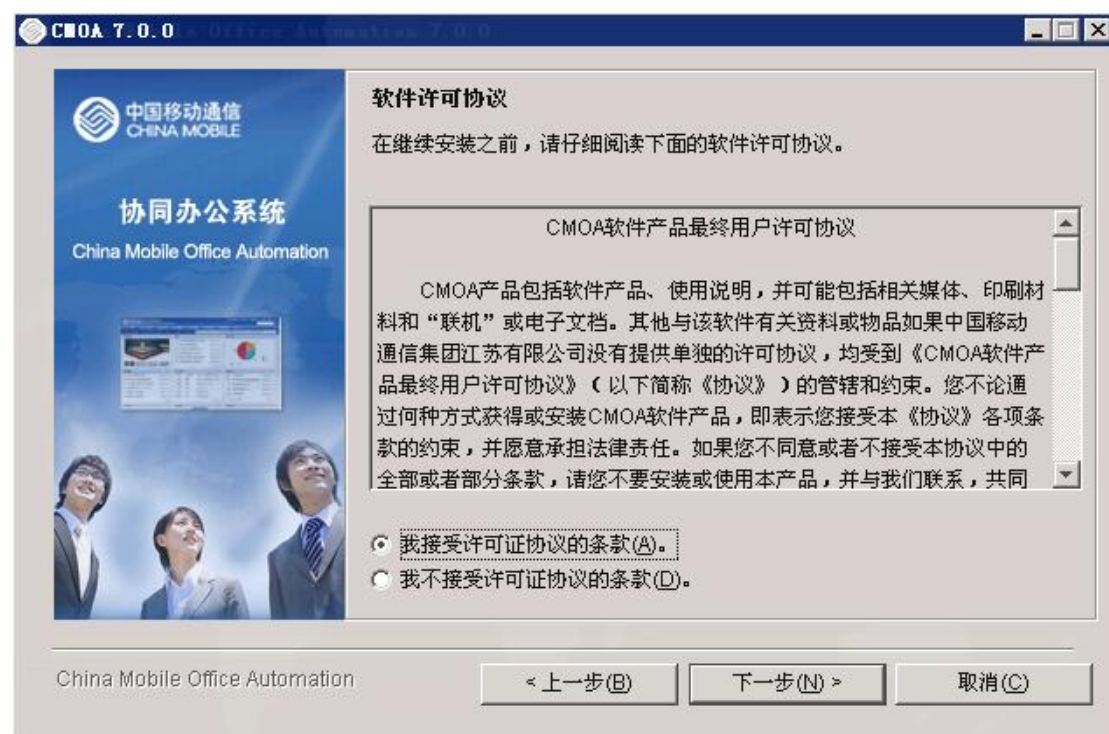 CMOA 7.0.0
中国移动通信
CHINA MOBILE
协同办公系统
China Mobile Office Automation
软件许可协议
在继续安装之前，请仔细阅读下面的软件许可协议。
CMOA软件产品最终用户许可协议
CMOA产品包括软件产品、使用说明，并可能包括相关媒体、印刷材
料和“联机”或电子文档。其他与该软件有关资料或物品如果中国移动
通信集团江苏有限公司没有提供单独的许可协议，均受到《CMOA软件产
品最终用户许可协议》（以下简称《协议》）的管辖和约束。您不论通
过何种方式获得或安装CMOA软件产品，即表示您接受本《协议》各项条
款的约束，并愿意承担法律责任。如果您不同意或者不接受本协议中的
全部或者部分条款，请您不要安装或使用本产品，并与我们联系，共同
我接受许可证协议的条款(A)。
我不接受许可证协议的条款(D)。
China Mobile Office Automation
<上一步(B)
下一步(N) >
取消(C)